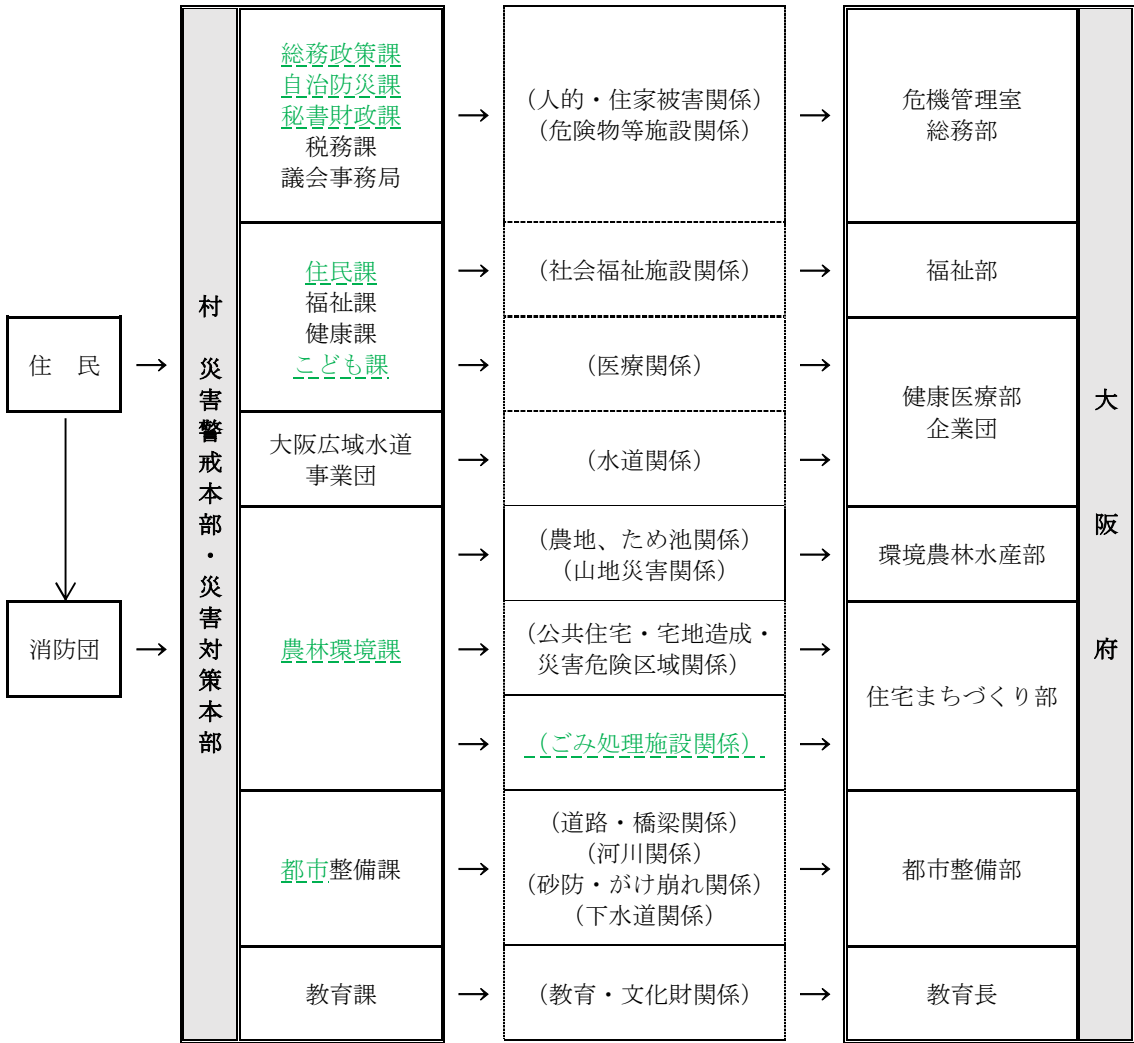 住 民
消防団
村 災害警戒本部・災害対策本部
総務政策課
自治防災課
秘書財政課
税務課
議会事務局
→
(人的・住家被害関係)
(危険物等施設関係)
→
危機管理室
総務部
住民課
福祉課
健康課
こども課
→
(社会福祉施設関係)
→
福祉部
→
(医療関係)
→
健康医療部
企業団
大阪広域水道
事業団
→
(水道関係)
→
農林環境課
→
(農地、ため池関係)
(山地災害関係)
→
環境農林水産部
→
(公共住宅・宅地造成・
災害危険区域関係)
→
住宅まちづくり部
→
(ごみ処理施設関係)
→
都市整備課
→
(道路・橋梁関係)
(河川関係)
(砂防・がけ崩れ関係)
(下水道関係)
→
都市整備部
教育課
→
(教育・文化財関係)
→
教育長
大阪府